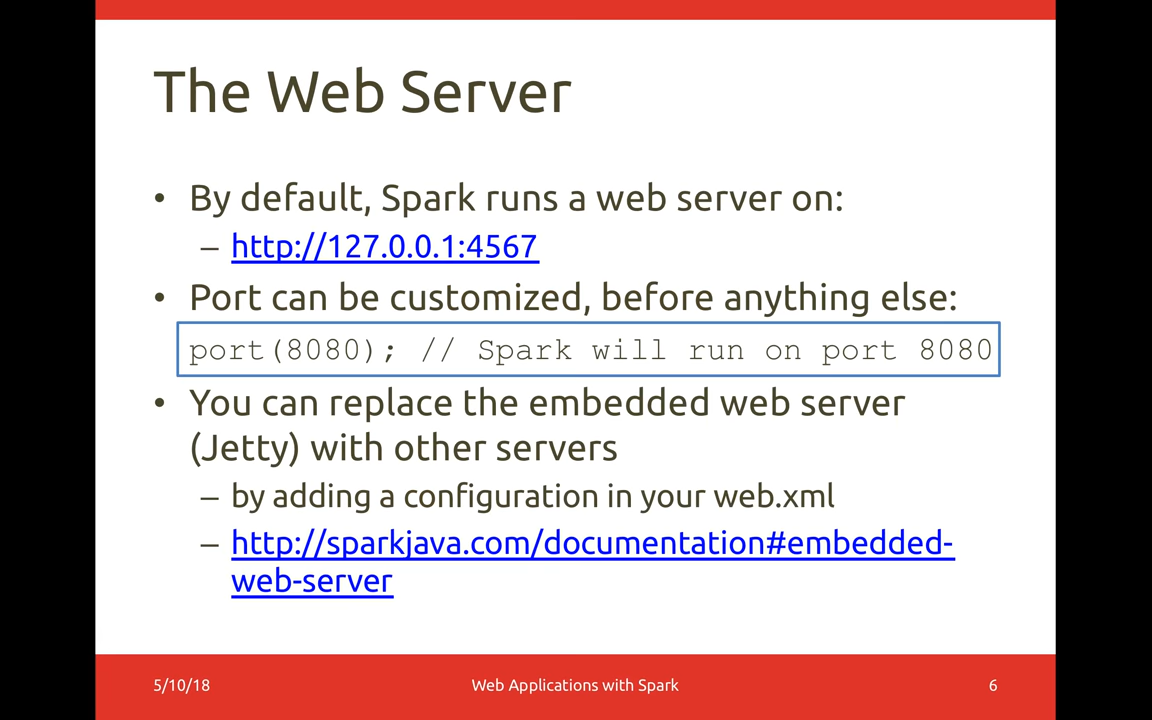 The Web Server
• By default, Spark runs a web server on:
– http://127.0.0.1:4567
• Port can be customized, before anything else:
port(8080); // Spark will run on port 8080
• You can replace the embedded web server
(Jetty) with other servers
– by adding a configuration in your web.xml
– http://sparkjava.com/documentation#embedded-
web-server
5/10/18
Web Applications with Spark
6